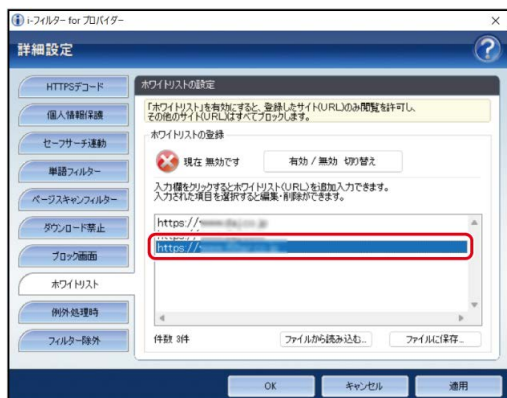 i-フィルター for プロバイダー
詳細設定
HTTPSデコード
個人情報保護
セーフサーチ連動
単語フィルター
ページスキャンフィルター
ダウンロード禁止
ブロック画面
ホワイトリスト
例外処理時
フィルター除外
ホワイトリストの設定
「ホワイトリスト」を有効にすると、登録したサイト(URL)のみ閲覧を許可し、
その他のサイト(URL)はすべてブロックします。
ホワイトリストの登録
現在 無効です
有効 / 無効 切り替え
入力欄をクリックするとホワイトリスト(URL)を追加入力できます。
入力された項目を選択すると編集・削除ができます。
https://
https://
https://
件数 3件
ファイルから読み込む...
ファイルに保存...
OK
キャンセル
適用